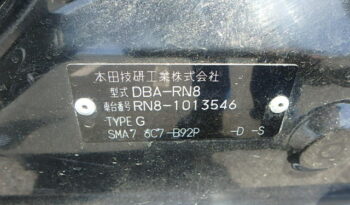 本田技研工業株式会社
型式 DBA-RN8
車台番号 RN8-1013546
TYPE G
SMA7 6C7-B92P -D -S